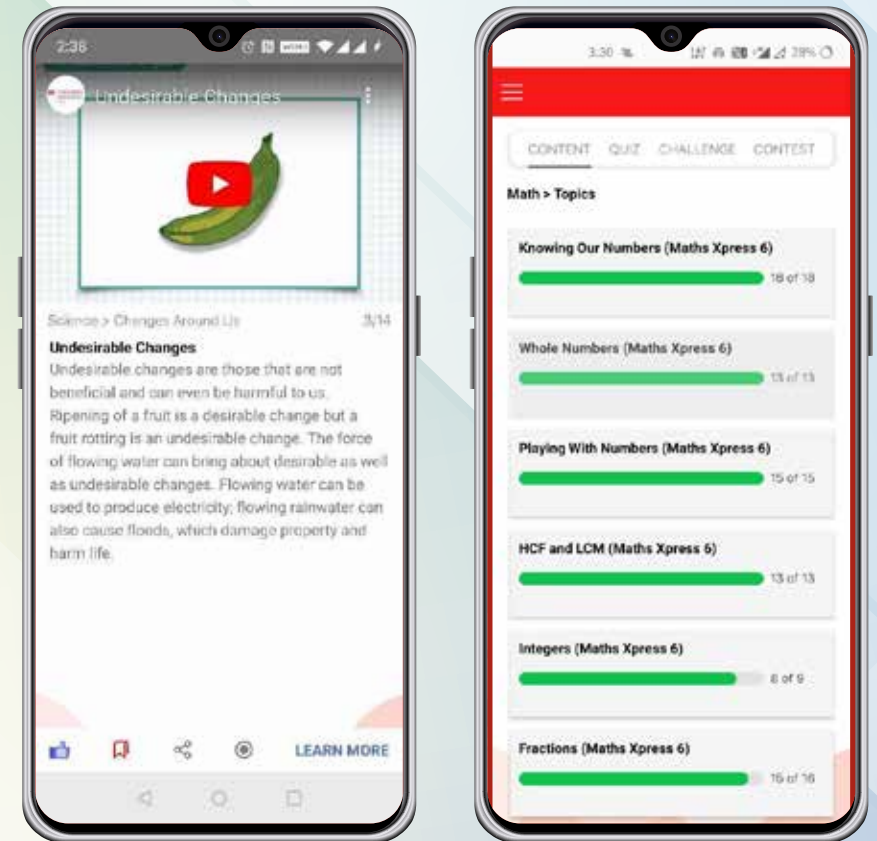 2:38
Undesirable Changes
Science > Changes Around Us 3/14
Undesirable Changes
Undesirable changes are those that are not
beneficial and can even be harmful to us.
Ripening of a fruit is a desirable change but a
fruit rotting is an undesirable change. The force
of flowing water can bring about desirable as well
as undesirable changes. Flowing water can be
used to produce electricity; flowing rainwater can
also cause floods, which damage property and
harm life.
LEARN MORE
3:30 28%
CONTENT QUIZ CHALLENGE CONTEST
Math > Topics
Knowing Our Numbers (Maths Xpress 6)
18 of 18
Whole Numbers (Maths Xpress 6)
13 of 13
Playing With Numbers (Maths Xpress 6)
15 of 15
HCF and LCM (Maths Xpress 6)
13 of 13
Integers (Maths Xpress 6)
8 of 9
Fractions (Maths Xpress 6)
15 of 16